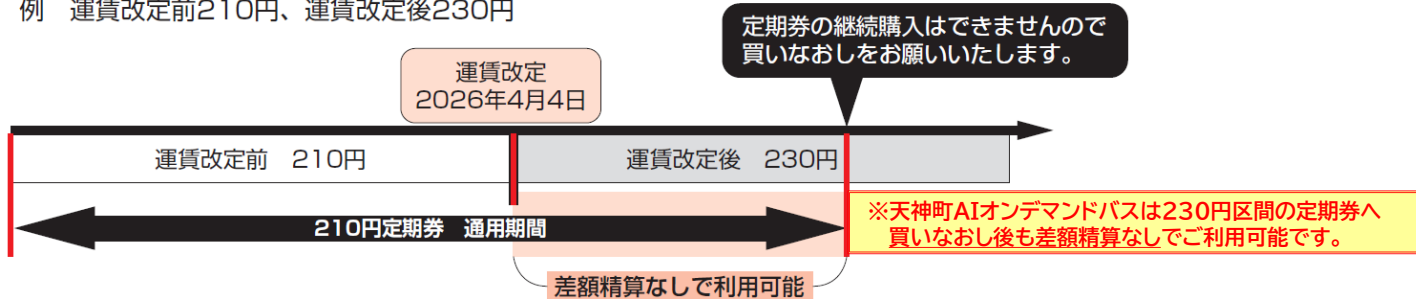 例　運賃改定前210円、運賃改定後230円
定期券の継続購入はできませんので
買いなおしをお願いいたします。
運賃改定
2026年4月4日
運賃改定前　210円
運賃改定後　230円
210円定期券　通用期間
※天神町AIオンデマンドバスは230円区間の定期券へ
買いなおし後も差額精算なしでご利用可能です。
差額精算なしで利用可能